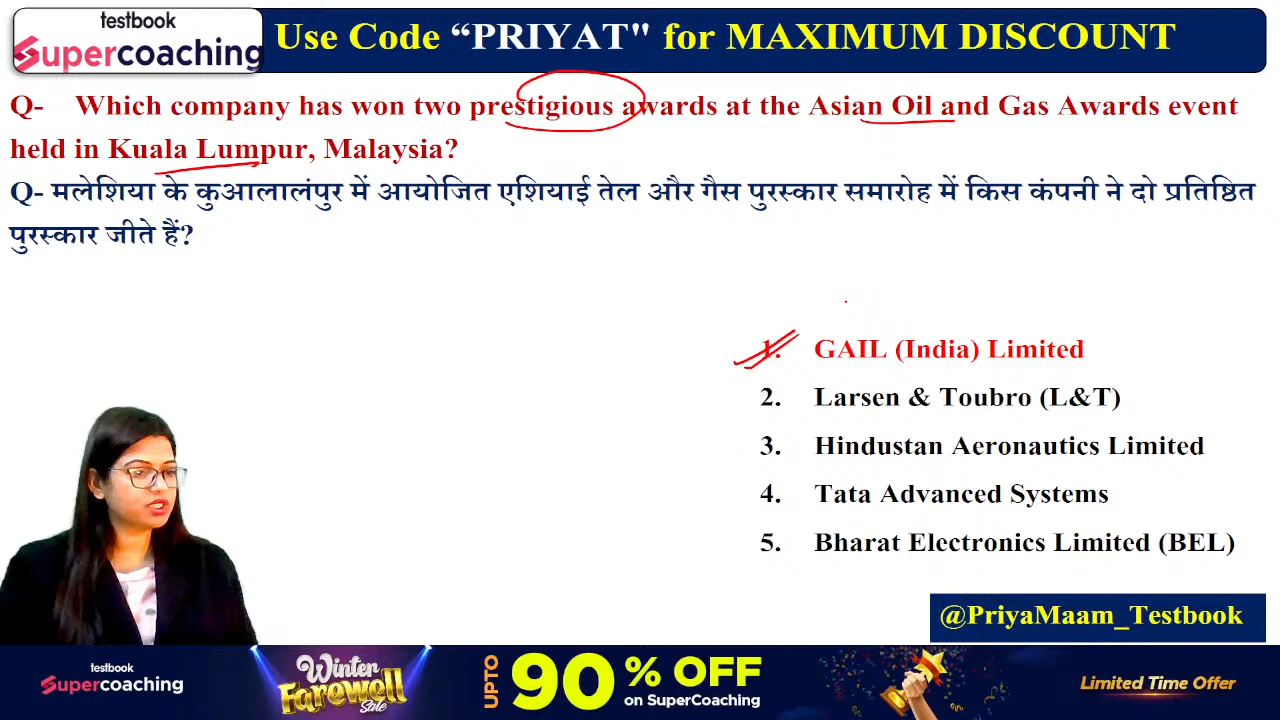 testbook
Supercoaching
Use Code “PRIYAT" for MAXIMUM DISCOUNT
Q- Which company has won two prestigious awards at the Asian Oil and Gas Awards event
held in Kuala Lumpur, Malaysia?
Q- मलेशिया के कुआलालंपुर में आयोजित एशियाई तेल और गैस पुरस्कार समारोह में किस कंपनी ने दो प्रतिष्ठित
पुरस्कार जीते हैं?
1. GAIL (India) Limited
2. Larsen & Toubro (L&T)
3. Hindustan Aeronautics Limited
4. Tata Advanced Systems
5. Bharat Electronics Limited (BEL)
@PriyaMaam_Testbook
testbook
Supercoaching
Winter
Farewell
Sale
UPTO
90% OFF
on SuperCoaching
Limited Time Offer